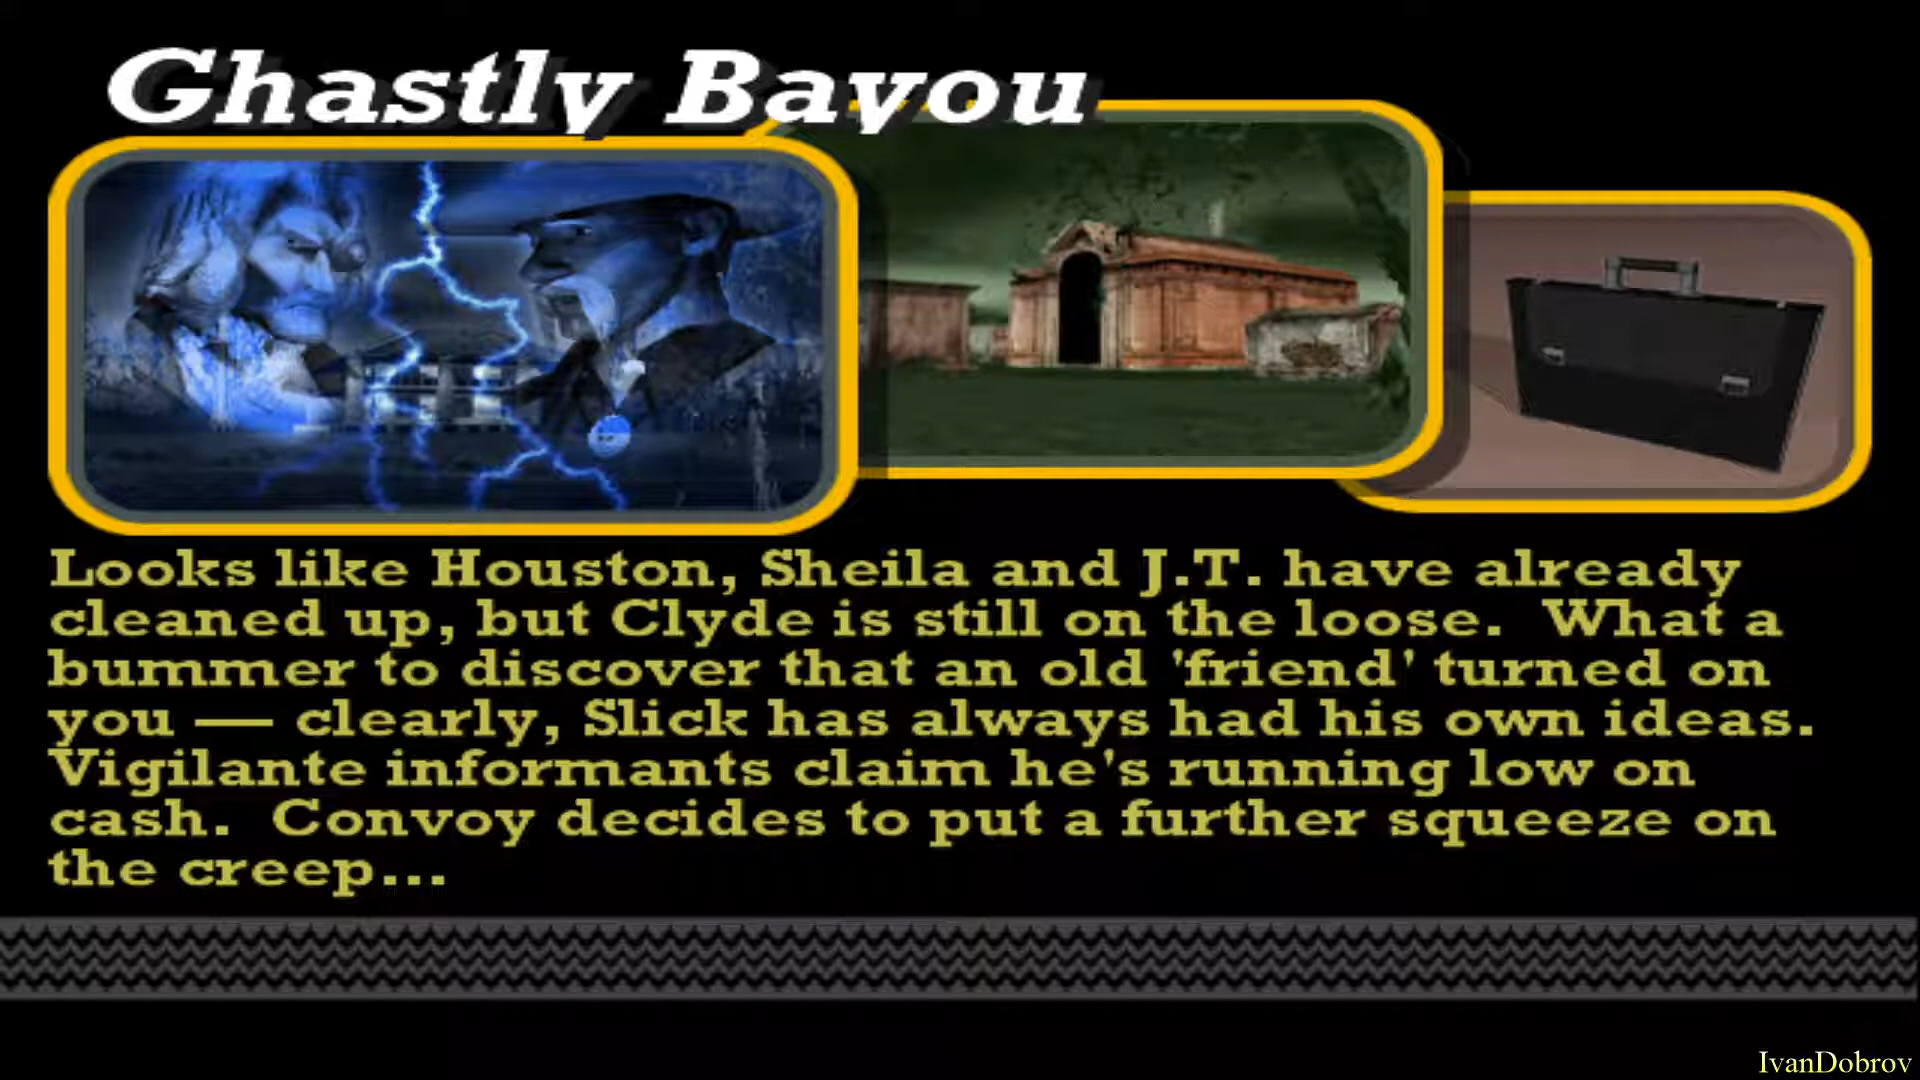 Ghastly Bayou
Looks like Houston, Sheila and J.T. have already
cleaned up, but Clyde is still on the loose.  What a
bummer to discover that an old 'friend' turned on
you — clearly, Slick has always had his own ideas.
Vigilante informants claim he's running low on
cash.  Convoy decides to put a further squeeze on
the creep...
IvanDobrov